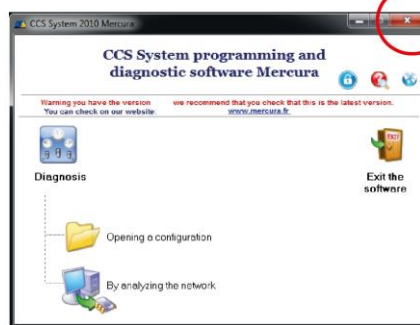 CCS System 2010 Mercura
CCS System programming and
diagnostic software Mercura
Warning you have the version we recommend that you check that this is the latest version.
You can check on our website. www.mercura.fr
Diagnosis
EXIT
Exit the
software
Opening a configuration
By analyzing the network